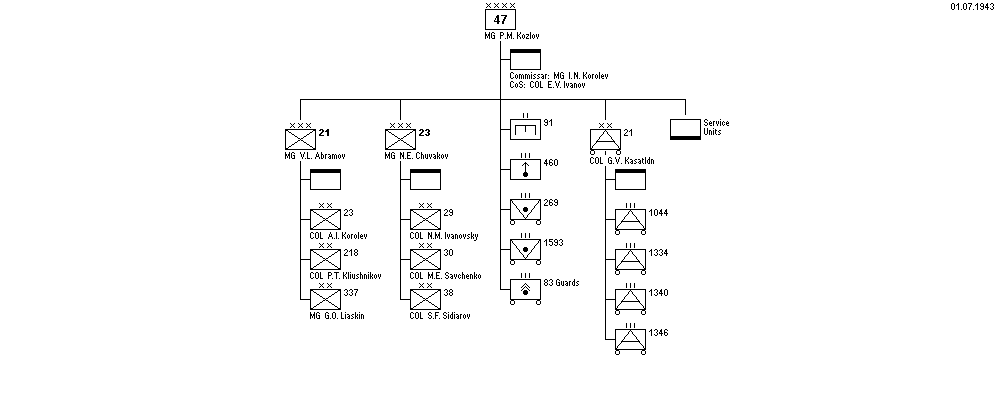 01.07.1943
XXXX
47
MG P.M. Kozlov
Commissar: MG I.N. Korolev
CoS: COL E.V. Ivanov
XXX
21
MG V.L. Abramov
XXX
23
MG N.E. Chuvakov
II
91
XX
21
COL G.V. Kasatkin
Service
Units
III
460
XX
23
COL A.I. Korolev
XX
218
COL P.T. Kliushnikov
XX
337
MG G.O. Liaskin
XX
29
COL N.M. Ivanovsky
XX
30
COL M.E. Savchenko
XX
38
COL S.F. Sidiarov
III
269
III
1593
III
83 Guards
III
1044
III
1334
III
1340
III
1346